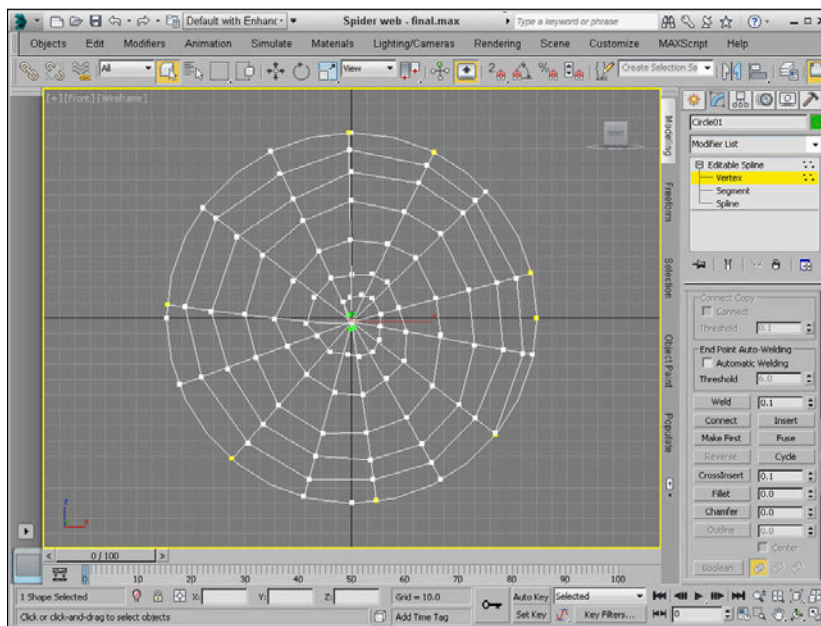 Default with Enhanc
Spider web - final.max
Type a keyword or phrase
Objects Edit Modifiers Animation Simulate Materials Lighting/Cameras Rendering Scene Customize MAXScript Help
All
View
2
Create Selection Se
[+] [Front] [Wireframe]
FRONT
x
z
x
Modeling
Freeform
Selection
Object Paint
Populate
Circle01
Modifier List
Editable Spline
Vertex
Segment
Spline
Connect Copy
Connect
Threshold 0.1
End Point Auto-Welding
Automatic Welding
Threshold 6.0
Weld 0.1
Connect Insert
Make First Fuse
Reverse Cycle
CrossInsert 0.1
Fillet 0.0
Chamfer 0.0
Outline 0.0
Center
Boolean
< 0 / 100 >
0 10 20 30 40 50 60 70 80 90 100
1 Shape Selected X: Y: Z: Grid = 10.0
Auto Key Selected
Click or click-and-drag to select objects Add Time Tag
Set Key Key Filters... 0